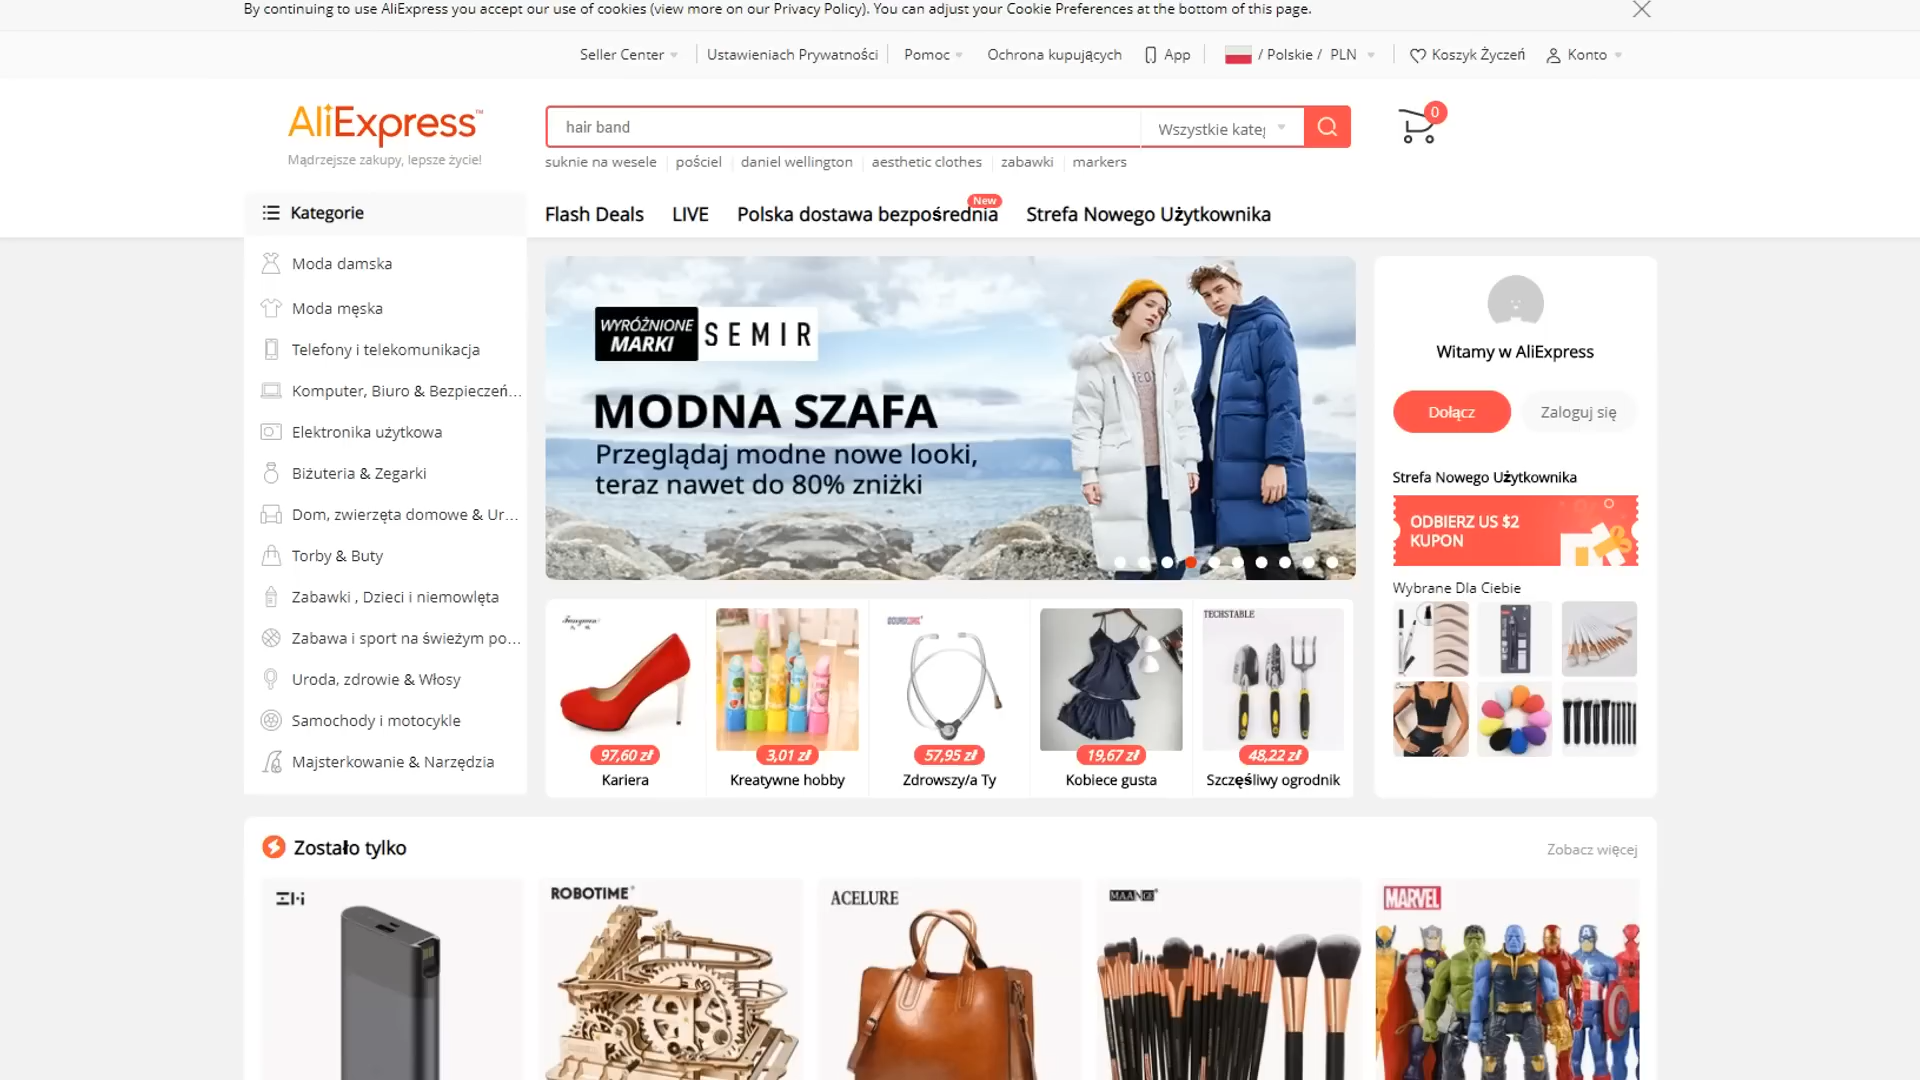 By continuing to use AliExpress you accept our use of cookies (view more on our Privacy Policy). You can adjust your Cookie Preferences at the bottom of this page.
Seller Center
Ustawieniach Prywatności
Pomoc
Ochrona kupujących
App
/ Polskie / PLN
Koszyk Życzeń
Konto
AliExpress™
Mądrzejsze zakupy, lepsze życie!
hair band
Wszystkie kateg
0
suknie na wesele
pościel
daniel wellington
aesthetic clothes
zabawki
markers
Kategorie
Flash Deals
LIVE
Polska dostawa bezpośrednia
New
Strefa Nowego Użytkownika
Moda damska
Moda męska
Telefony i telekomunikacja
Komputer, Biuro & Bezpieczeń...
Elektronika użytkowa
Biżuteria & Zegarki
Dom, zwierzęta domowe & Ur...
Torby & Buty
Zabawki , Dzieci i niemowlęta
Zabawa i sport na świeżym po...
Uroda, zdrowie & Włosy
Samochody i motocykle
Majsterkowanie & Narzędzia
WYRÓŻNIONE
MARKI
SEMIR
MODNA SZAFA
Przeglądaj modne nowe looki,
teraz nawet do 80% zniżki
Witamy w AliExpress
Dołącz
Zaloguj się
Strefa Nowego Użytkownika
ODBIERZ US $2
KUPON
Wybrane Dla Ciebie
97,60 zł
Kariera
3,01 zł
Kreatywne hobby
57,95 zł
Zdrowszy/a Ty
19,67 zł
Kobiece gusta
TECHSTABLE
48,22 zł
Szczęśliwy ogrodnik
Zostało tylko
Zobacz więcej
ZMI
ROBOTIME®
ACELURE
MAANGE®
MARVEL